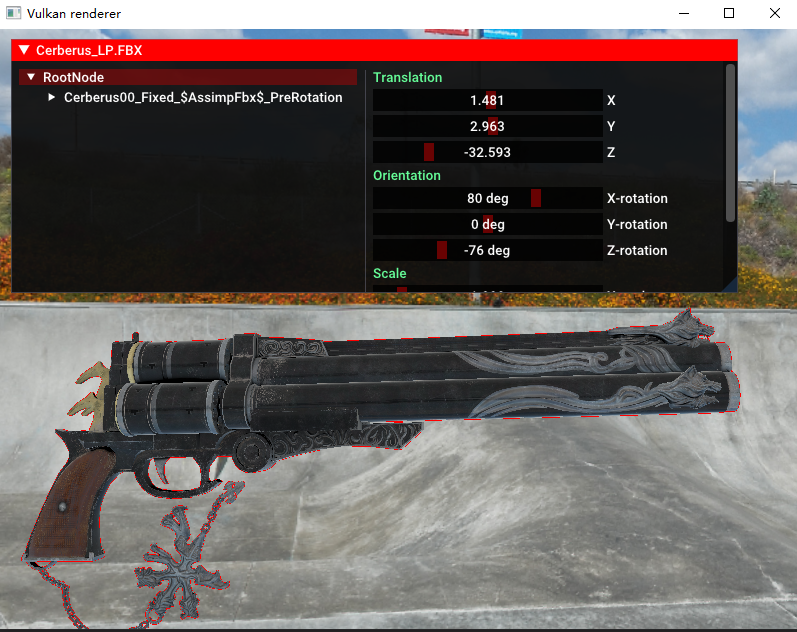 Vulkan renderer
Cerberus_LP.FBX
RootNode
Cerberus00_Fixed_$AssimpFbx$_PreRotation
Translation
1.481 X
2.963 Y
-32.593 Z
Orientation
80 deg X-rotation
0 deg Y-rotation
-76 deg Z-rotation
Scale